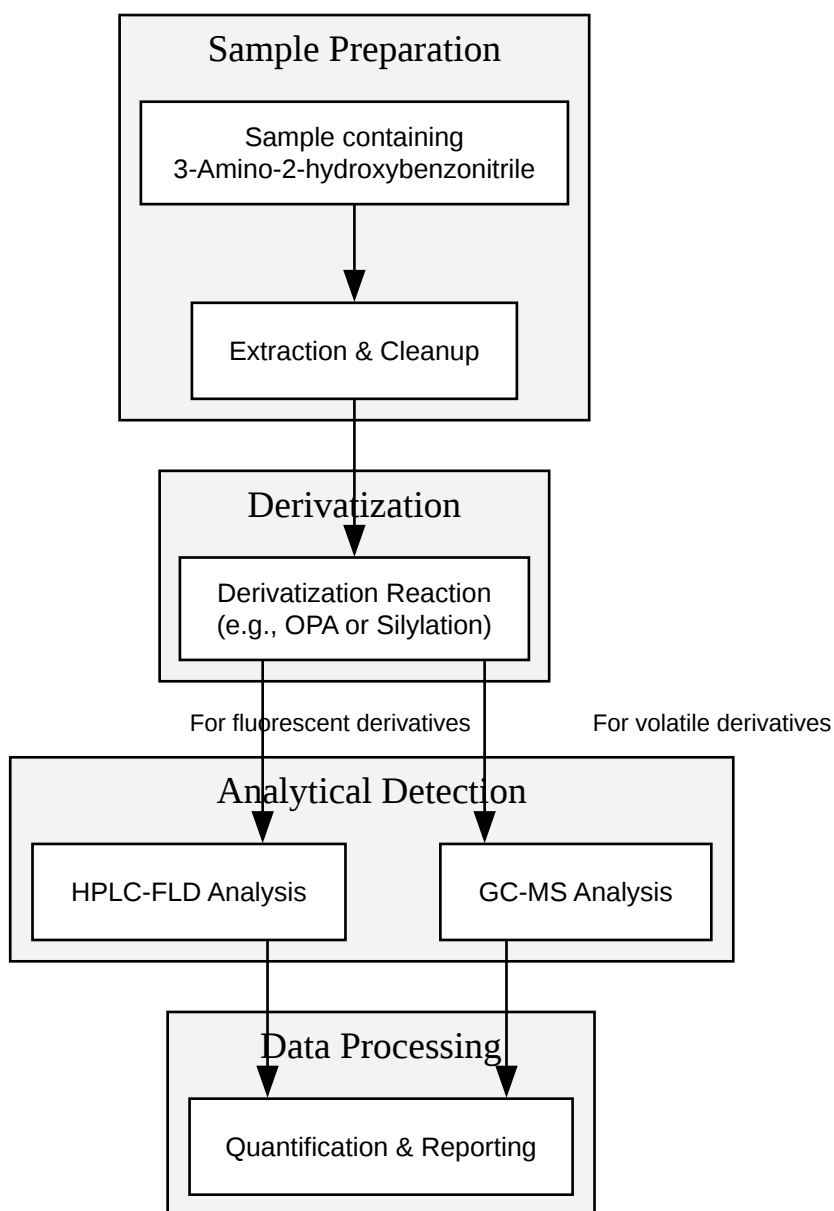 Sample Preparation
Sample containing
3-Amino-2-hydroxybenzonitrile
Extraction & Cleanup
Derivatization
Derivatization Reaction
(e.g., OPA or Silylation)
For fluorescent derivatives
For volatile derivatives
Analytical Detection
HPLC-FLD Analysis
GC-MS Analysis
Data Processing
Quantification & Reporting